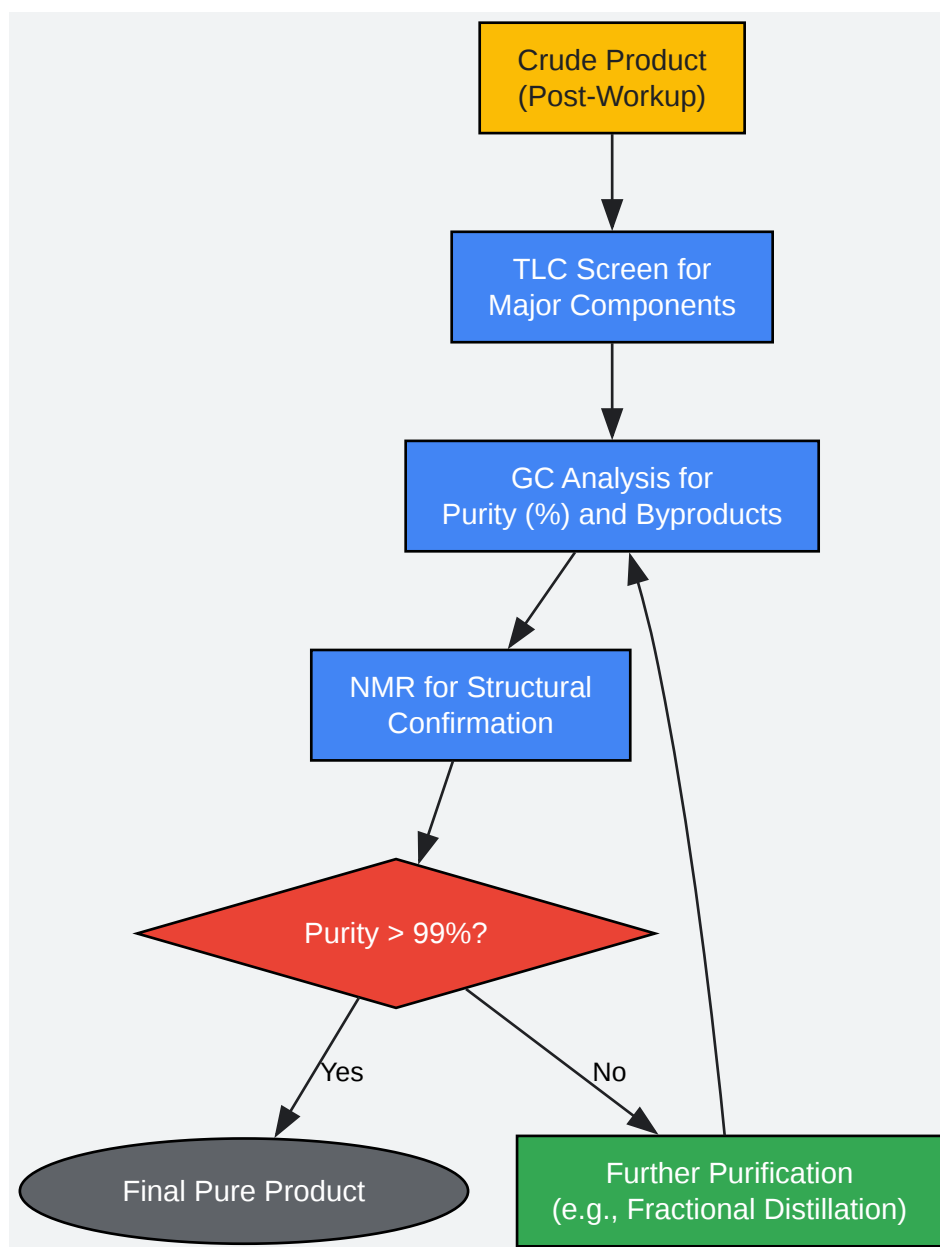 Crude Product
(Post-Workup)
TLC Screen for
Major Components
GC Analysis for
Purity (%) and Byproducts
NMR for Structural
Confirmation
Purity > 99%?
Yes
No
Final Pure Product
Further Purification
(e.g., Fractional Distillation)